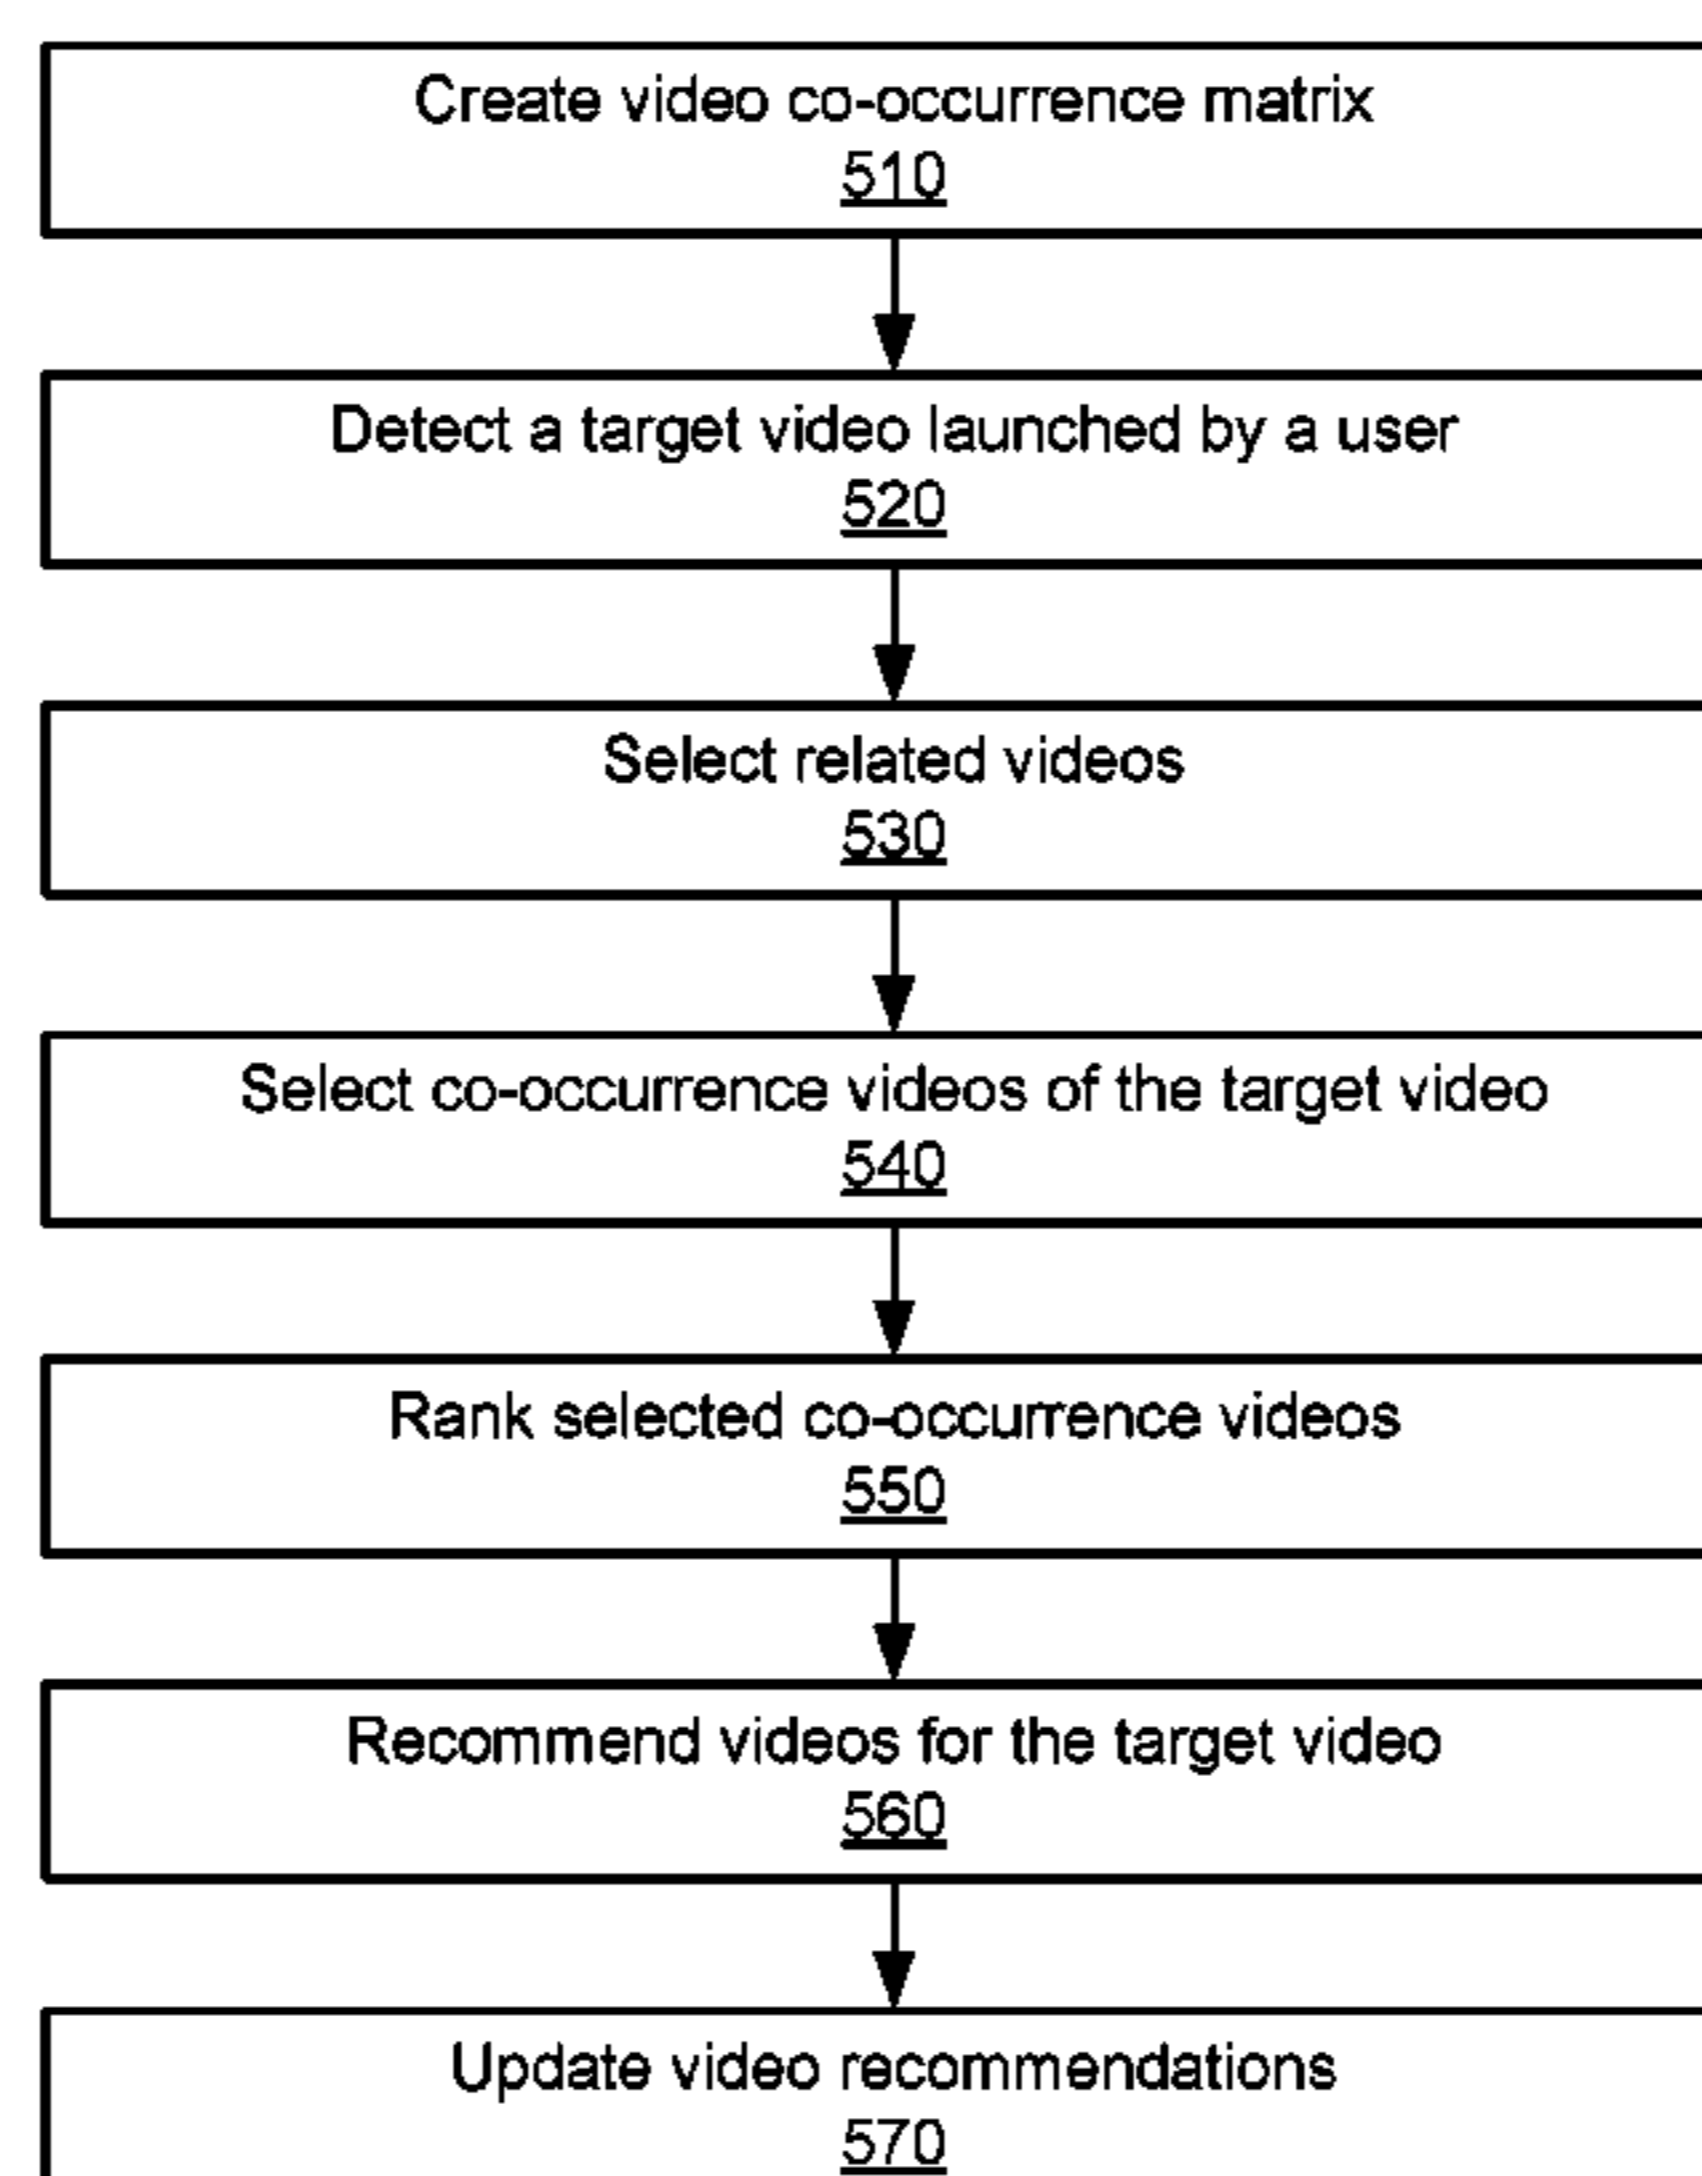 Create video co-occurrence matrix
510
Detect a target video launched by a user
520
Select related videos
530
Select co-occurrence videos of the target video
540
Rank selected co-occurrence videos
550
Recommend videos for the target video
560
Update video recommendations
570